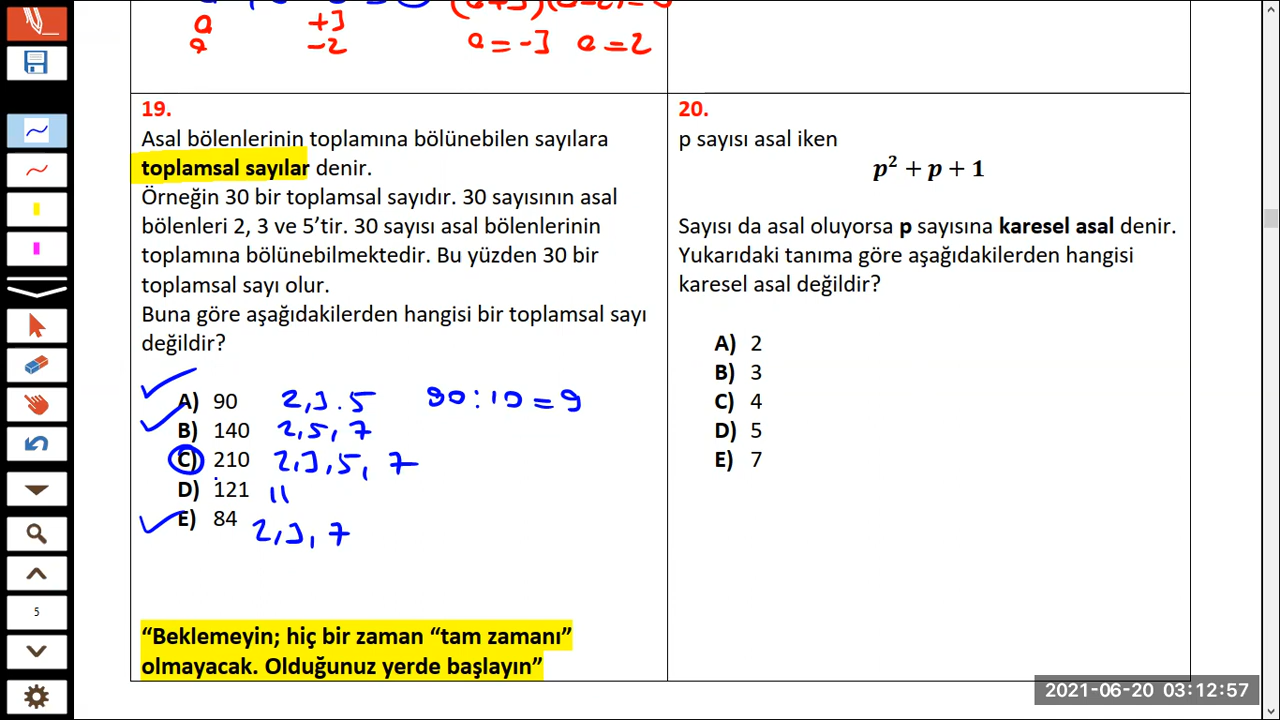 a +3
a -2
a = -3 a = 2
19.
Asal bölenlerinin toplamına bölünebilen sayılara
toplamsal sayılar denir.
Örneğin 30 bir toplamsal sayıdır. 30 sayısının asal
bölenleri 2, 3 ve 5’tir. 30 sayısı asal bölenlerinin
toplamına bölünebilmektedir. Bu yüzden 30 bir
toplamsal sayı olur.
Buna göre aşağıdakilerden hangisi bir toplamsal sayı
değildir?
A) 90 2,3.5 90:10=9
B) 140 2,5,7
C) 210 2,3,5,7
D) 121 11
E) 84 2,3,7
“Beklemeyin; hiç bir zaman “tam zamanı”
olmayacak. Olduğunuz yerde başlayın”
20.
p sayısı asal iken
p² + p + 1
Sayısı da asal oluyorsa p sayısına karesel asal denir.
Yukarıdaki tanıma göre aşağıdakilerden hangisi
karesel asal değildir?
A) 2
B) 3
C) 4
D) 5
E) 7
5
2021-06-20 03:12:57